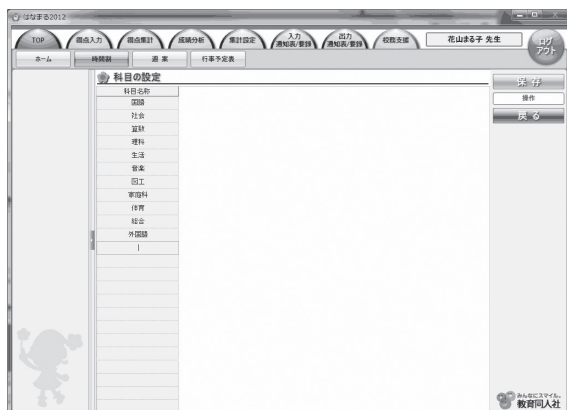 はなまる2012
TOP
得点入力
得点集計
成績分析
集計設定
入力
通知表/要録
出力
通知表/要録
校務支援
花山まる子 先生
ログ
アウト
ホーム
時間割
週 案
行事予定表
科目の設定
保 存
操作
戻 る
科目名称
国語
社会
算数
理科
生活
音楽
図工
家庭科
体育
総合
外国語
みんなにスマイル。
教育同人社